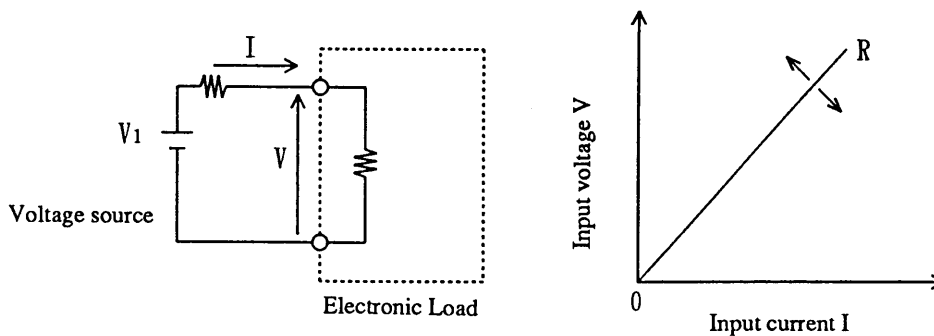 I
V1
V
Voltage source
Electronic Load
Input voltage V
R
0
Input current I